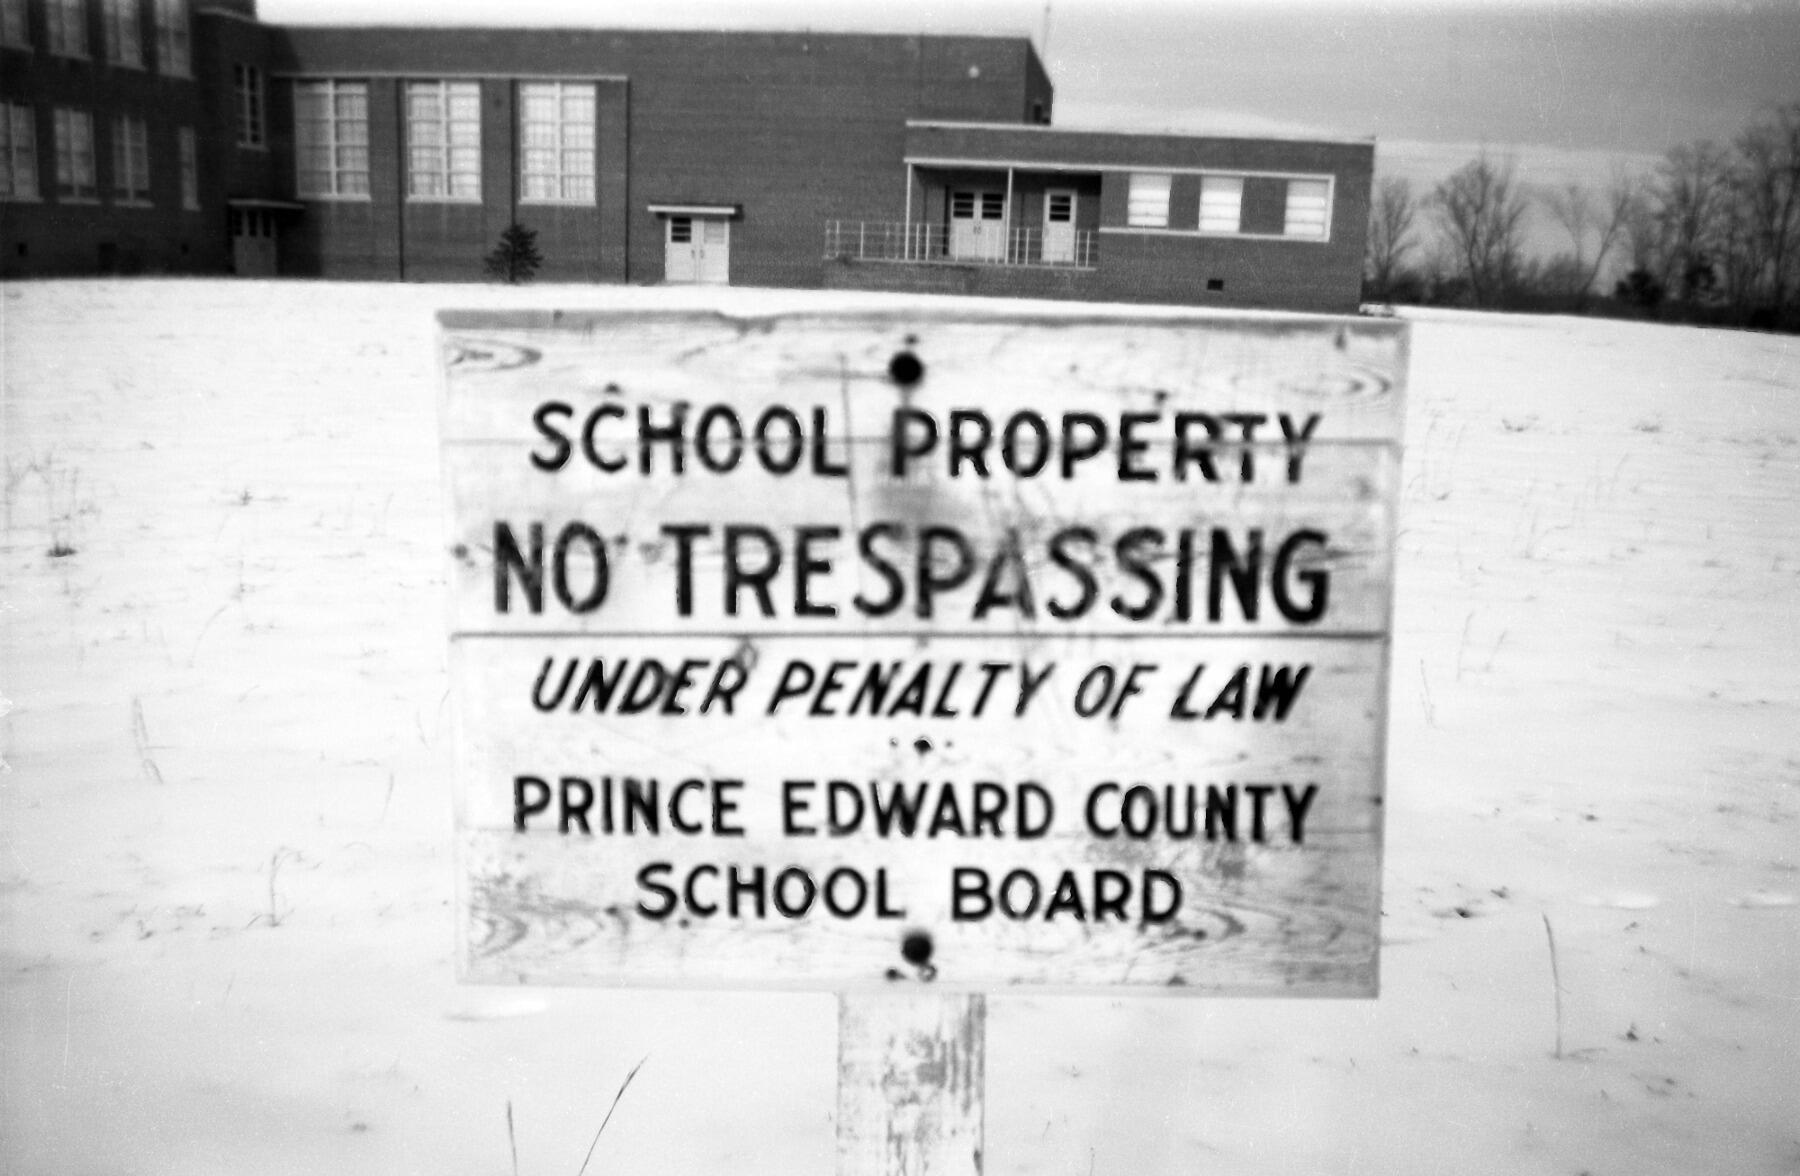 SCHOOL PROPERTY
NO TRESPASSING
UNDER PENALTY OF LAW
PRINCE EDWARD COUNTY
SCHOOL BOARD